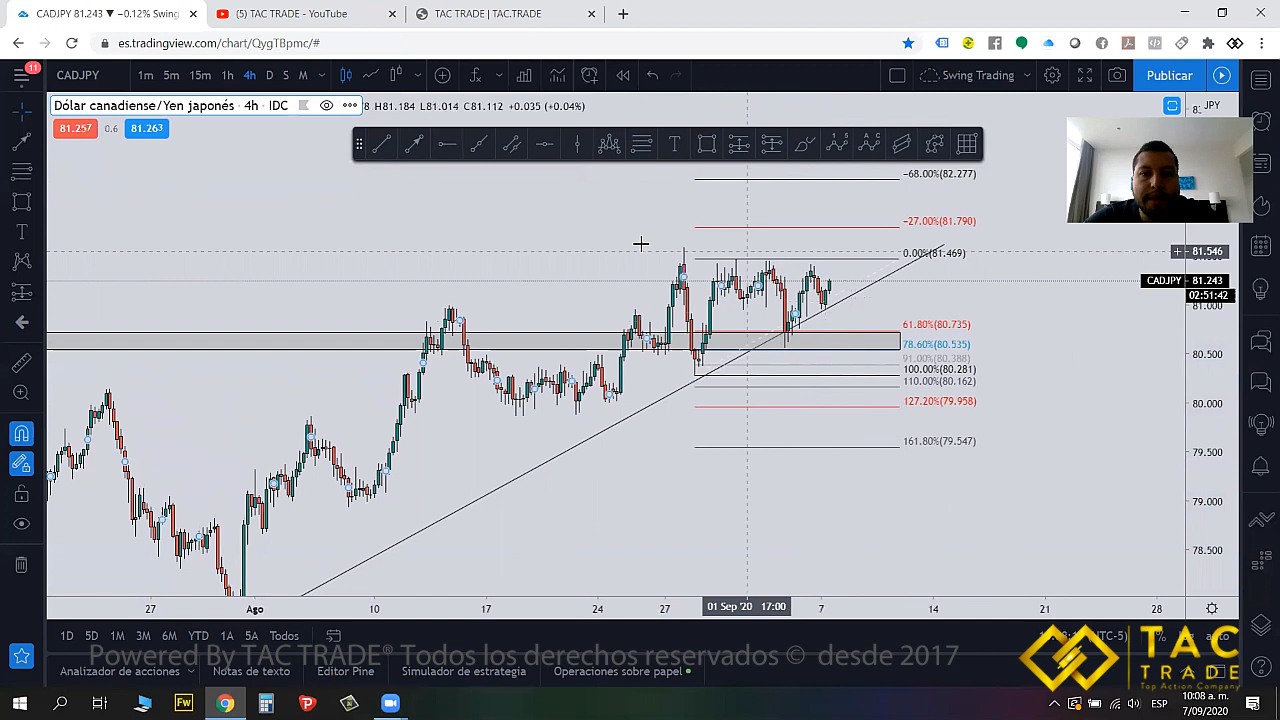 CADJPY 81.243 ▼ −0.12% Swing
(5) TAC TRADE - YouTube
TAC TRADE | TAC.TRADE
es.tradingview.com/chart/QygTBpmc/#
11
CADJPY
1m 5m 15m 1h 4h D S M
fx
Swing Trading
Publicar
Dólar canadiense/Yen japonés · 4h · IDC
8 H81.184 L81.014 C81.112 +0.035 (+0.04%)
JPY
81.257 0.6 81.263
−68.00%(82.277)
−27.00%(81.790)
0.00%(81.469)
81.546
CADJPY 81.243
02:51:42
81.000
61.80%(80.735)
78.60%(80.535)
91.00%(80.388)
100.00%(80.281)
110.00%(80.162)
127.20%(79.958)
161.80%(79.547)
80.500
80.000
79.500
79.000
78.500
27 Ago 10 17 24 27 01 Sep '20 17:00 7 14 21 28
1D 5D 1M 3M 6M YTD 1A 5A Todos
(UTC-5) % auto
Powered By TAC TRADE® Todos los derechos reservados © desde 2017
TAC
TRADE
Top Action Company
Analizador de acciones Notas de texto Editor Pine Simulador de estrategia Operaciones sobre papel
Fw
ESP
10:08 a. m.
7/09/2020